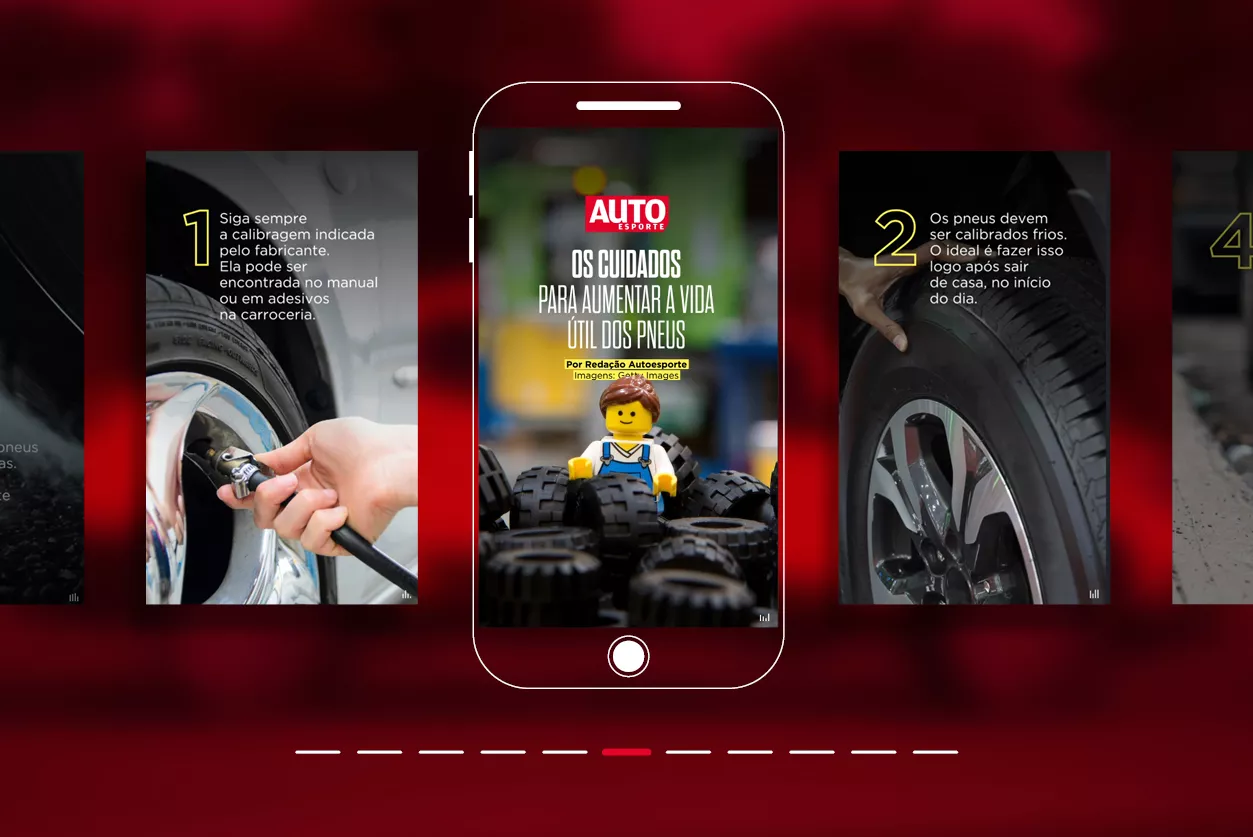 pneus
as.
te
1
Siga sempre
a calibragem indicada
pelo fabricante.
Ela pode ser
encontrada no manual
ou em adesivos
na carroceria.
AUTO
ESPORTE
OS CUIDADOS
PARA AUMENTAR A VIDA
ÚTIL DOS PNEUS
Por Redação Autoesporte
Imagens: Getty Images
2
Os pneus devem
ser calibrados frios.
O ideal é fazer isso
logo após sair
de casa, no início
do dia.
4